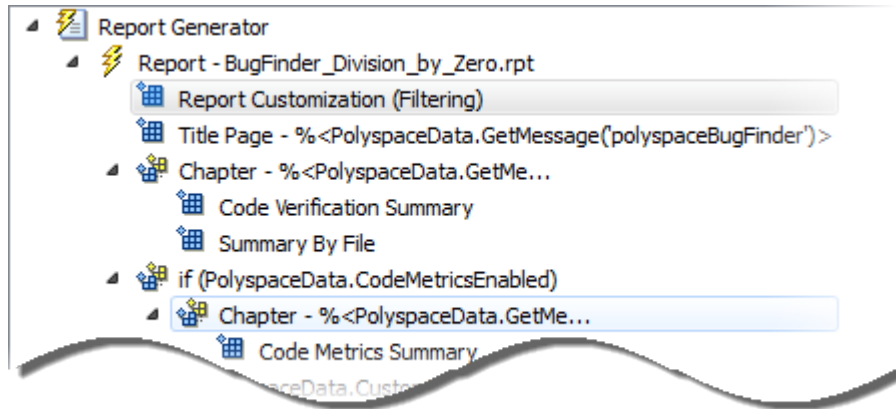 Report Generator
Report - BugFinder_Division_by_Zero.rpt
Report Customization (Filtering)
Title Page - %<PolyspaceData.GetMessage('polyspaceBugFinder')>
Chapter - %<PolyspaceData.GetMe...
Code Verification Summary
Summary By File
if (PolyspaceData.CodeMetricsEnabled)
Chapter - %<PolyspaceData.GetMe...
Code Metrics Summary